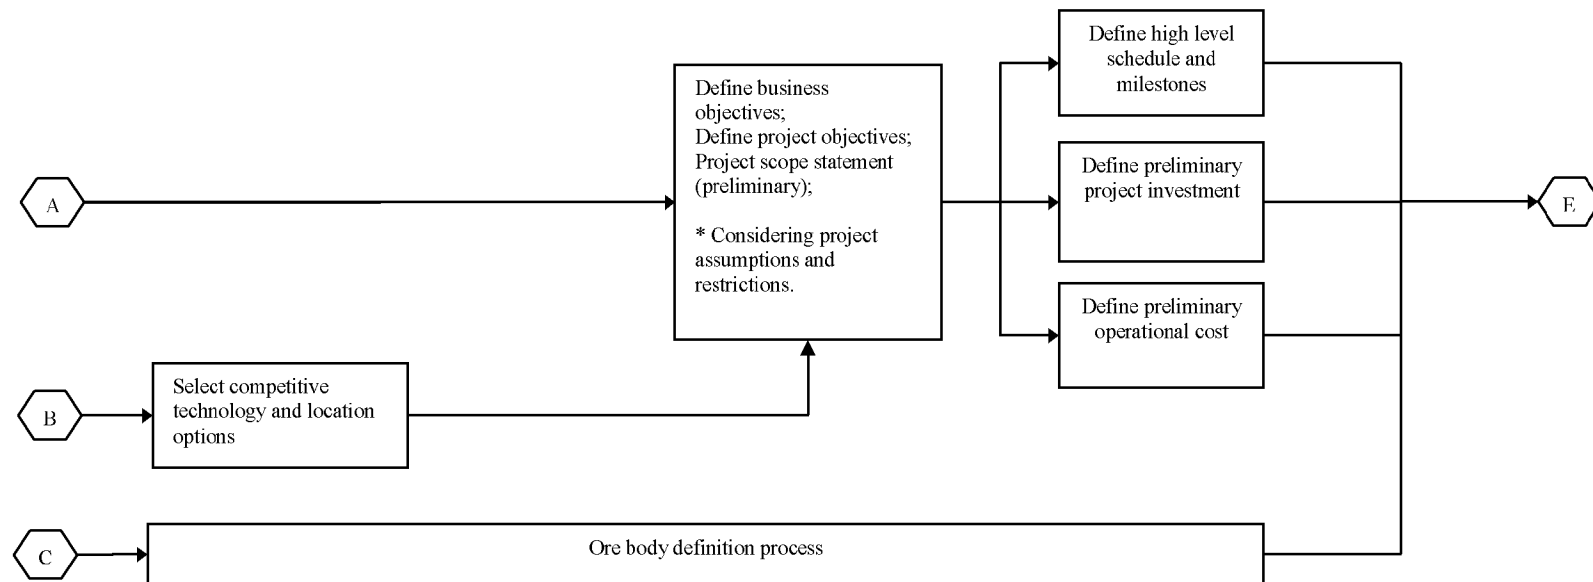 Define high level
schedule and
milestones
Define business
objectives;
Define project objectives;
Project scope statement
(preliminary);
* Considering project
assumptions and
restrictions.
Define preliminary
project investment
A
E
Define preliminary
operational cost
B
Select competitive
technology and location
options
C
Ore body definition process